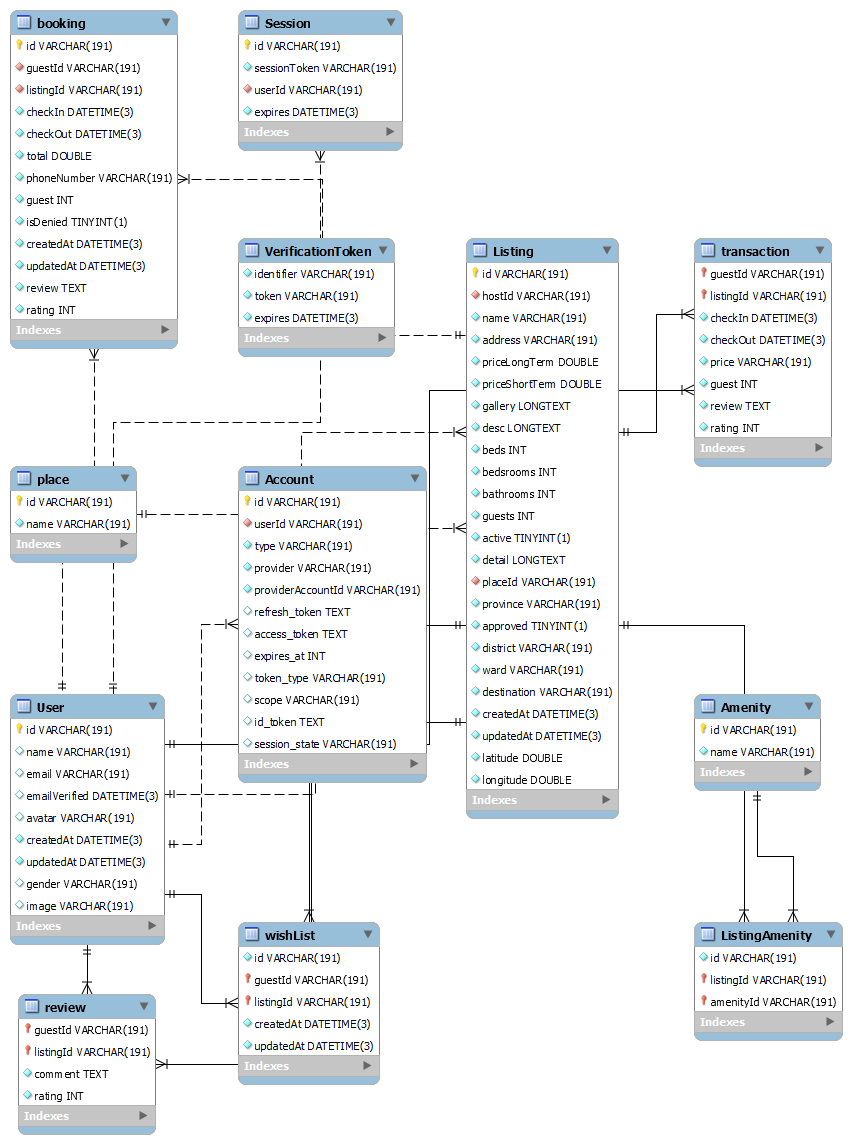 booking
id VARCHAR(191)
guestId VARCHAR(191)
listingId VARCHAR(191)
checkIn DATETIME(3)
checkOut DATETIME(3)
total DOUBLE
phoneNumber VARCHAR(191)
guest INT
isDenied TINYINT(1)
createdAt DATETIME(3)
updatedAt DATETIME(3)
review TEXT
rating INT
Indexes
Session
id VARCHAR(191)
sessionToken VARCHAR(191)
userId VARCHAR(191)
expires DATETIME(3)
Indexes
VerificationToken
identifier VARCHAR(191)
token VARCHAR(191)
expires DATETIME(3)
Indexes
Listing
id VARCHAR(191)
hostId VARCHAR(191)
name VARCHAR(191)
address VARCHAR(191)
priceLongTerm DOUBLE
priceShortTerm DOUBLE
gallery LONGTEXT
desc LONGTEXT
beds INT
bedsrooms INT
bathrooms INT
guests INT
active TINYINT(1)
detail LONGTEXT
placeId VARCHAR(191)
province VARCHAR(191)
approved TINYINT(1)
district VARCHAR(191)
ward VARCHAR(191)
destination VARCHAR(191)
createdAt DATETIME(3)
updatedAt DATETIME(3)
latitude DOUBLE
longitude DOUBLE
Indexes
transaction
guestId VARCHAR(191)
listingId VARCHAR(191)
checkIn DATETIME(3)
checkOut DATETIME(3)
price VARCHAR(191)
guest INT
review TEXT
rating INT
Indexes
place
id VARCHAR(191)
name VARCHAR(191)
Indexes
Account
id VARCHAR(191)
userId VARCHAR(191)
type VARCHAR(191)
provider VARCHAR(191)
providerAccountId VARCHAR(191)
refresh_token TEXT
access_token TEXT
expires_at INT
token_type VARCHAR(191)
scope VARCHAR(191)
id_token TEXT
session_state VARCHAR(191)
Indexes
User
id VARCHAR(191)
name VARCHAR(191)
email VARCHAR(191)
emailVerified DATETIME(3)
avatar VARCHAR(191)
createdAt DATETIME(3)
updatedAt DATETIME(3)
gender VARCHAR(191)
image VARCHAR(191)
Indexes
Amenity
id VARCHAR(191)
name VARCHAR(191)
Indexes
wishList
id VARCHAR(191)
guestId VARCHAR(191)
listingId VARCHAR(191)
createdAt DATETIME(3)
updatedAt DATETIME(3)
Indexes
ListingAmenity
id VARCHAR(191)
listingId VARCHAR(191)
amenityId VARCHAR(191)
Indexes
review
guestId VARCHAR(191)
listingId VARCHAR(191)
comment TEXT
rating INT
Indexes